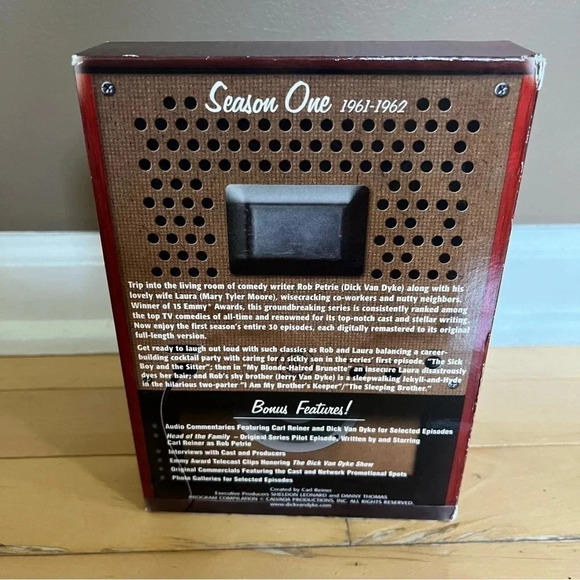 Season One 1961-1962
Trip into the living room of comedy writer Rob Petrie (Dick Van Dyke) along with his
lovely wife Laura (Mary Tyler Moore), wisecracking co-workers and nutty neighbors.
Winner of 15 Emmy® Awards, this groundbreaking series is consistently ranked among
the top TV comedies of all-time and renowned for its top-notch cast and stellar writing.
Now enjoy the first season's entire 30 episodes, each digitally remastered to its original
full-length version.
Get ready to laugh out loud with such classics as Rob and Laura balancing a career-
building cocktail party with caring for a sickly son in the series' first episode, "The Sick
Boy and the Sitter"; then in "My Blonde-Haired Brunette" an insecure Laura disastrously
dyes her hair; and Rob's shy brother (Jerry Van Dyke) is a sleepwalking Jekyll-and-Hyde
in the hilarious two-parter "I Am My Brother's Keeper"/"The Sleeping Brother."
Bonus Features!
Audio Commentaries Featuring Carl Reiner and Dick Van Dyke for Selected Episodes
Head of the Family – Original Series Pilot Episode, Written by and Starring
Carl Reiner as Rob Petrie
Interviews with Cast and Producers
Emmy Award Telecast Clips Honoring The Dick Van Dyke Show
Original Commercials Featuring the Cast and Network Promotional Spots
Photo Galleries for Selected Episodes
Created by Carl Reiner
Executive Producers SHELDON LEONARD and DANNY THOMAS
PROGRAM COMPILATION © CALVADA PRODUCTIONS, INC. ALL RIGHTS RESERVED.
www.dickvandyke.com